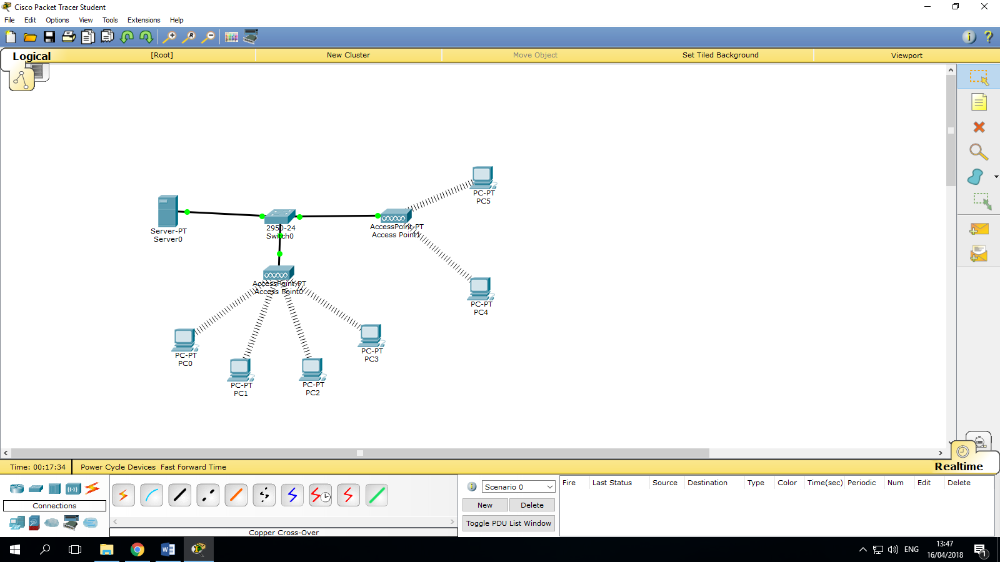 Cisco Packet Tracer Student
File Edit Options View Tools Extensions Help
Logical [Root] New Cluster Move Object Set Tiled Background Viewport
PC-PT
PC5
Server-PT
Server0
2950-24
Switch0
AccessPoint-PT
Access Point1
AccessPoint-PT
Access Point0
PC-PT
PC4
PC-PT
PC0
PC-PT
PC1
PC-PT
PC2
PC-PT
PC3
Time: 00:17:34 Power Cycle Devices Fast Forward Time
Realtime
Connections
Copper Cross-Over
Scenario 0
New Delete
Toggle PDU List Window
Fire Last Status Source Destination Type Color Time(sec) Periodic Num Edit Delete
ENG
13:47
16/04/2018
1